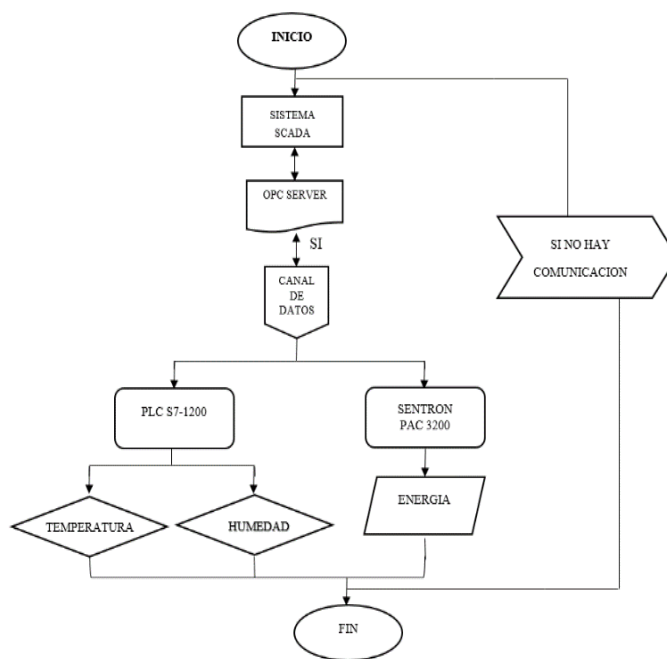 INICIO
SISTEMA
SCADA
OPC SERVER
SI
CANAL
DE
DATOS
SI NO HAY
COMUNICACION
PLC S7-1200
SENTRON
PAC 3200
TEMPERATURA
HUMEDAD
ENERGIA
FIN